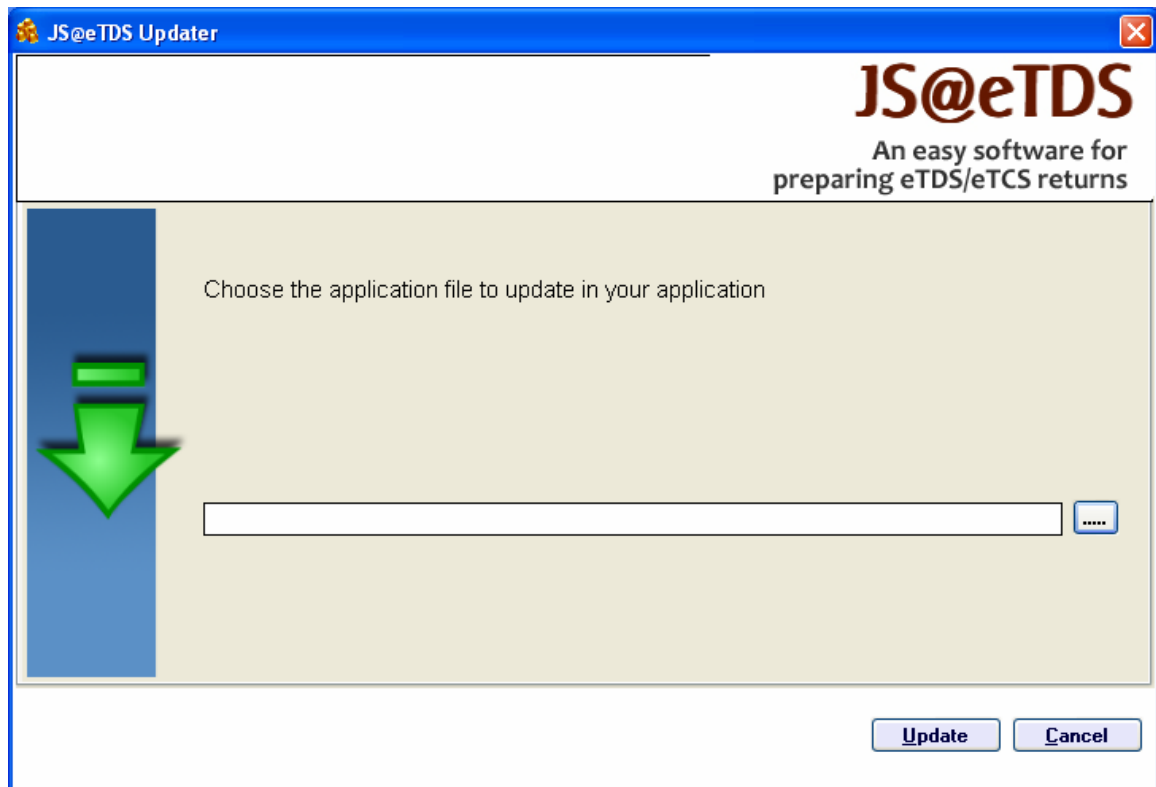 JS@eTDS Updater
JS@eTDS
An easy software for
preparing eTDS/eTCS returns
Choose the application file to update in your application
.....
Update
Cancel